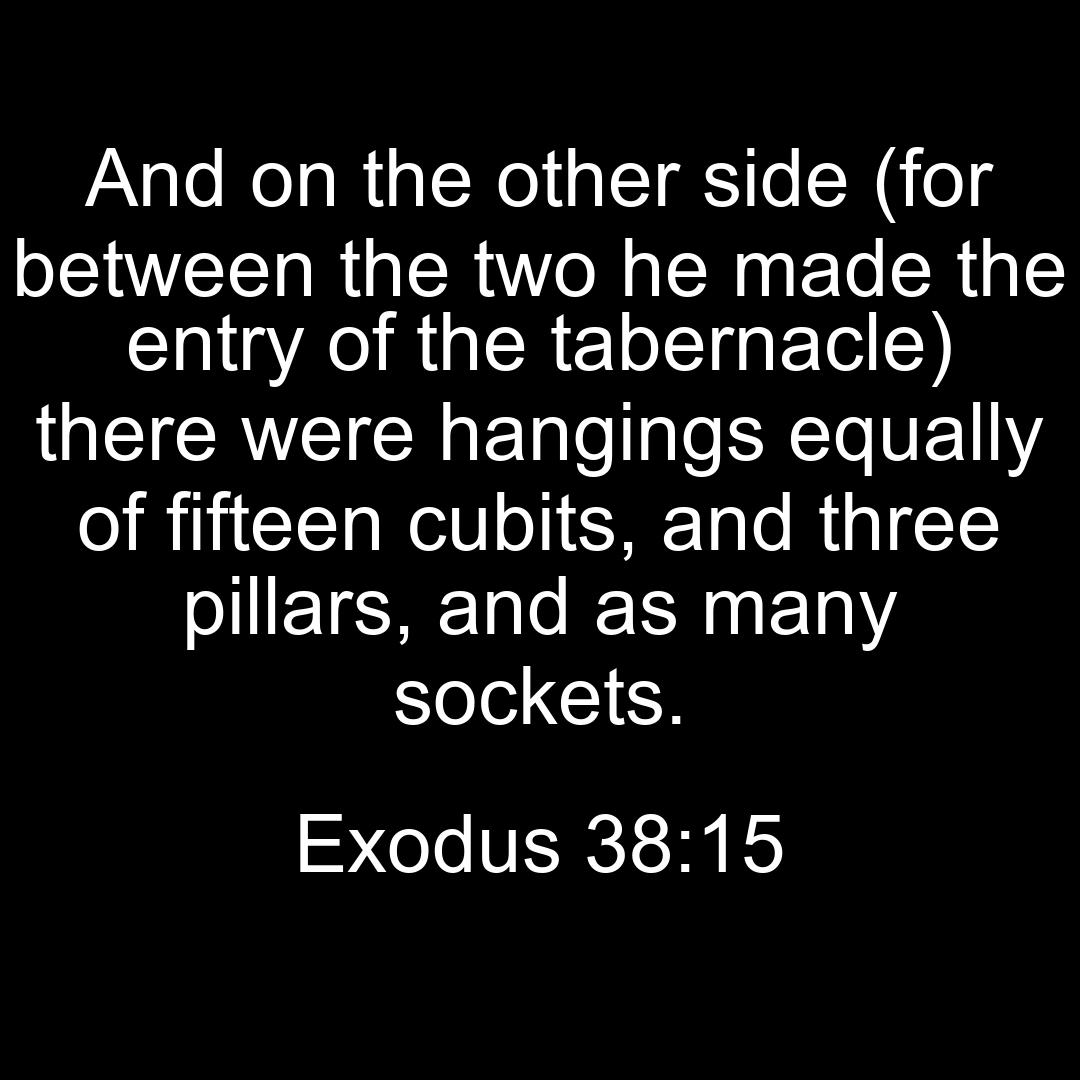 And on the other side (for
between the two he made the
entry of the tabernacle)
there were hangings equally
of fifteen cubits, and three
pillars, and as many
sockets.
Exodus 38:15